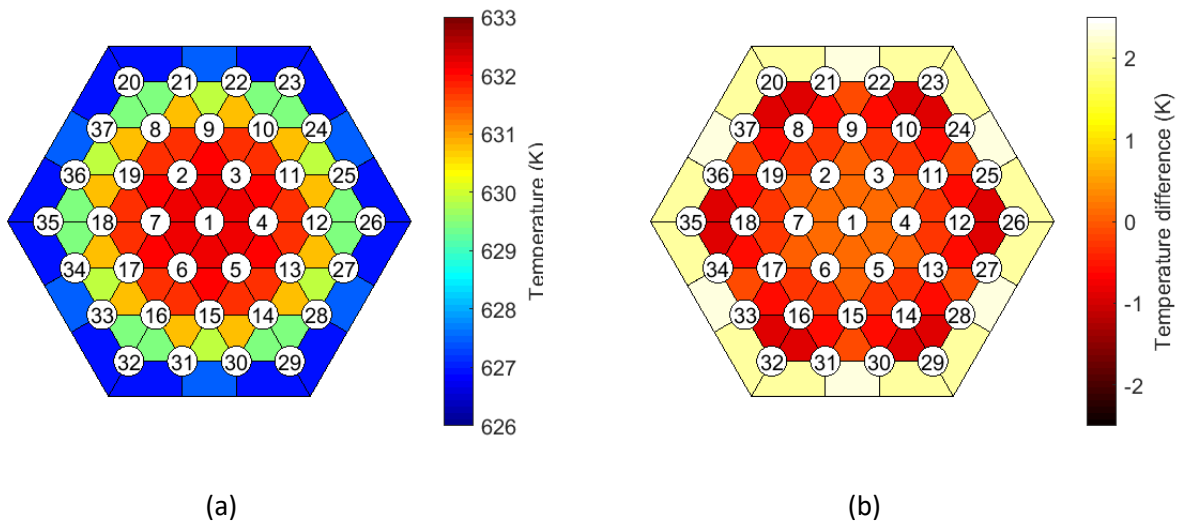 633
632
631
630
629
628
627
626
Temperature (K)
20 21 22 23
37 8 9 10 24
36 19 2 3 11 25
35 18 7 1 4 12 26
34 17 6 5 13 27
33 16 15 14 28
32 31 30 29
(a)
2
1
0
-1
-2
Temperature difference (K)
20 21 22 23
37 8 9 10 24
36 19 2 3 11 25
35 18 7 1 4 12 26
34 17 6 5 13 27
33 16 15 14 28
32 31 30 29
(b)